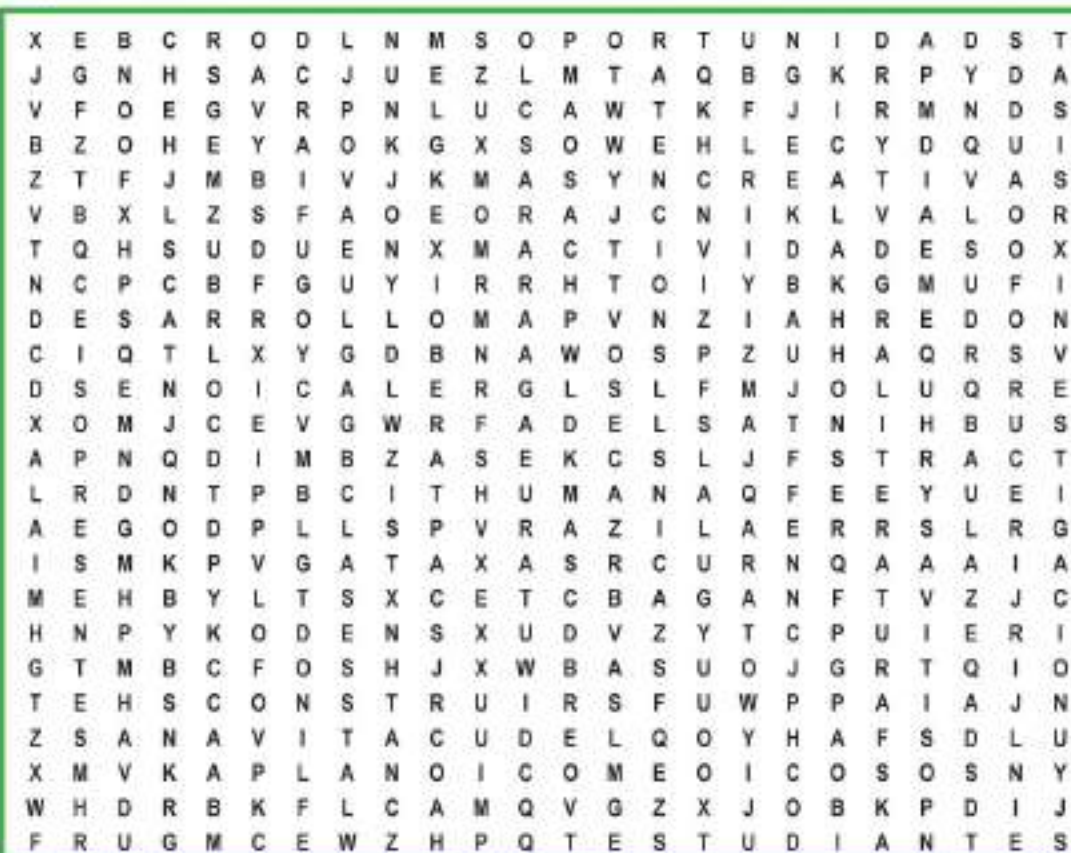 X E B C R O D L N M S O P O R T U N I D A D S T
J G N H S A C J U E Z L M T A Q B G K R P Y D A
V F O E G V R P N L U C A W T K F J I R M N D S
B Z O H E Y A O K G X S O W E H L E C Y D Q U I
Z T F J M B I V J K M A S Y N C R E A T I V A S
V B X L Z S F A O E O R A J C N I K L V A L O R
T Q H S U D U E N X M A C T I V I D A D E S O X
N C P C B F G U Y I R R H T O I Y B K G M U F I
D E S A R R O L L O M A P V N Z I A H R E D O N
C I Q T L X Y G D B N A W O S P Z U H A Q R S V
D S E N O I C A L E R G L S L F M J O L U Q R E
X O M J C E V G W R F A D E L S A T N I H B U S
A P N Q D I M B Z A S E K C S L J F S T R A C T
L R D N T P B C I T H U M A N A Q F E E Y U E I
A E G O D P L L S P V R A Z I L A E R R S L R G
I S M K P V G A T A X A S R C U R N Q A A A I A
M E H B Y L T S X C E T C B A G A N F T V Z J C
H N P Y K O D E N S X U D V Z Y T C P U I E R I
G T M B C F O S H J X W B A S U O J G R T Q I O
T E H S C O N S T R U I R S F U W P P A I A J N
Z S A N A V I T A C U D E L Q O Y H A F S D L U
X M V K A P L A N O I C O M E O I C O S O S N Y
W H D R B K F L C A M Q V G Z X J O B K P D I J
F R U G M C E W Z H P Q T E S T U D I A N T E S